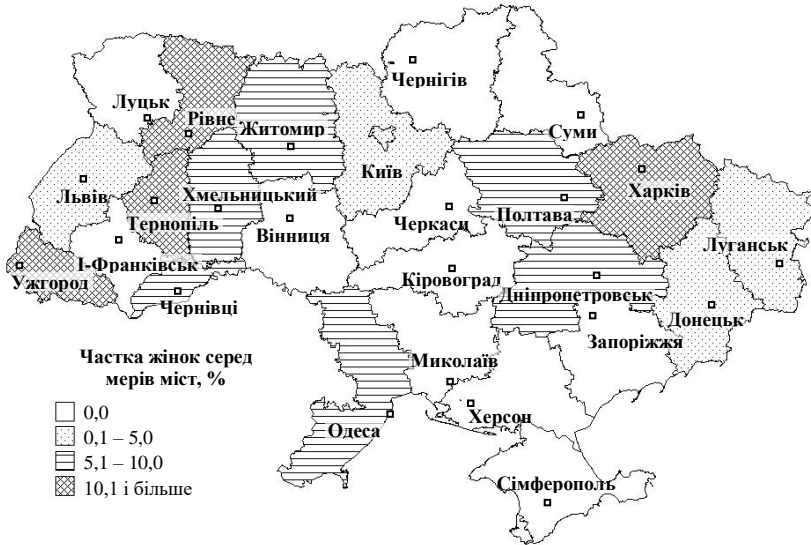 Чернігів
Луцьк
Рівне
Житомир
Суми
Київ
Харків
Львів
Хмельницький
Тернопіль
Вінниця
Черкаси
Полтава
Луганськ
І-Франківськ
Ужгород
Кіровоград
Чернівці
Дніпропетровськ
Донецьк
Запоріжжя
Миколаїв
Херсон
Одеса
Сімферополь
Частка жінок серед
мерів міст, %
0,0
0,1 – 5,0
5,1 – 10,0
10,1 і більше